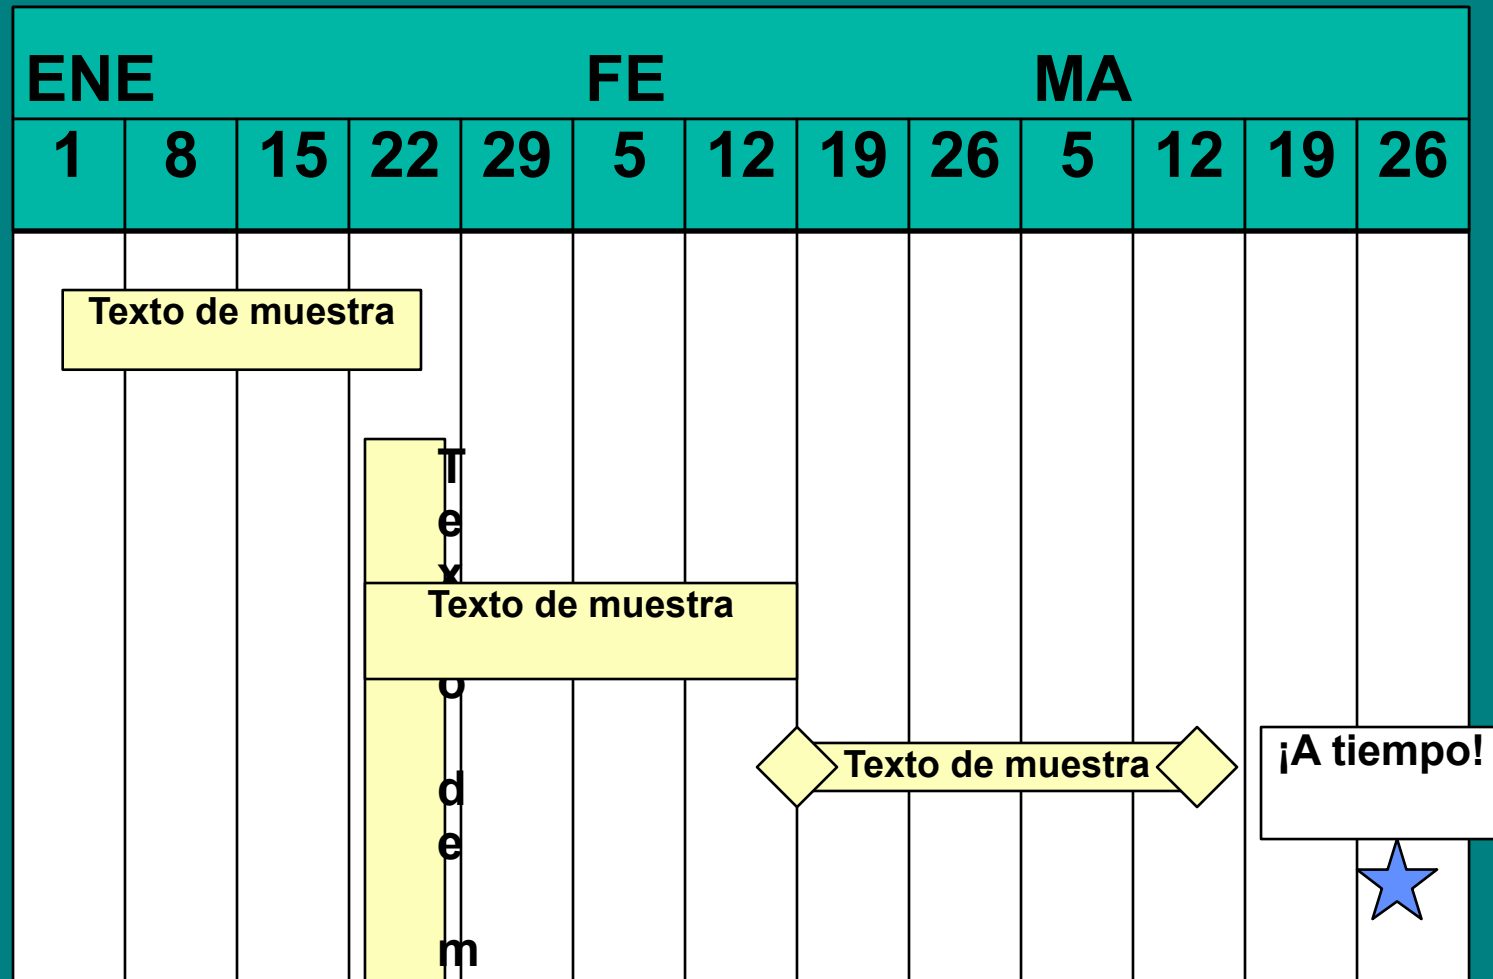 ENE FE MA
1 8 15 22 29 5 12 19 26 5 12 19 26
Texto de muestra
T
e
x
Texto de muestra
o
d
e
m
Texto de muestra
¡A tiempo!